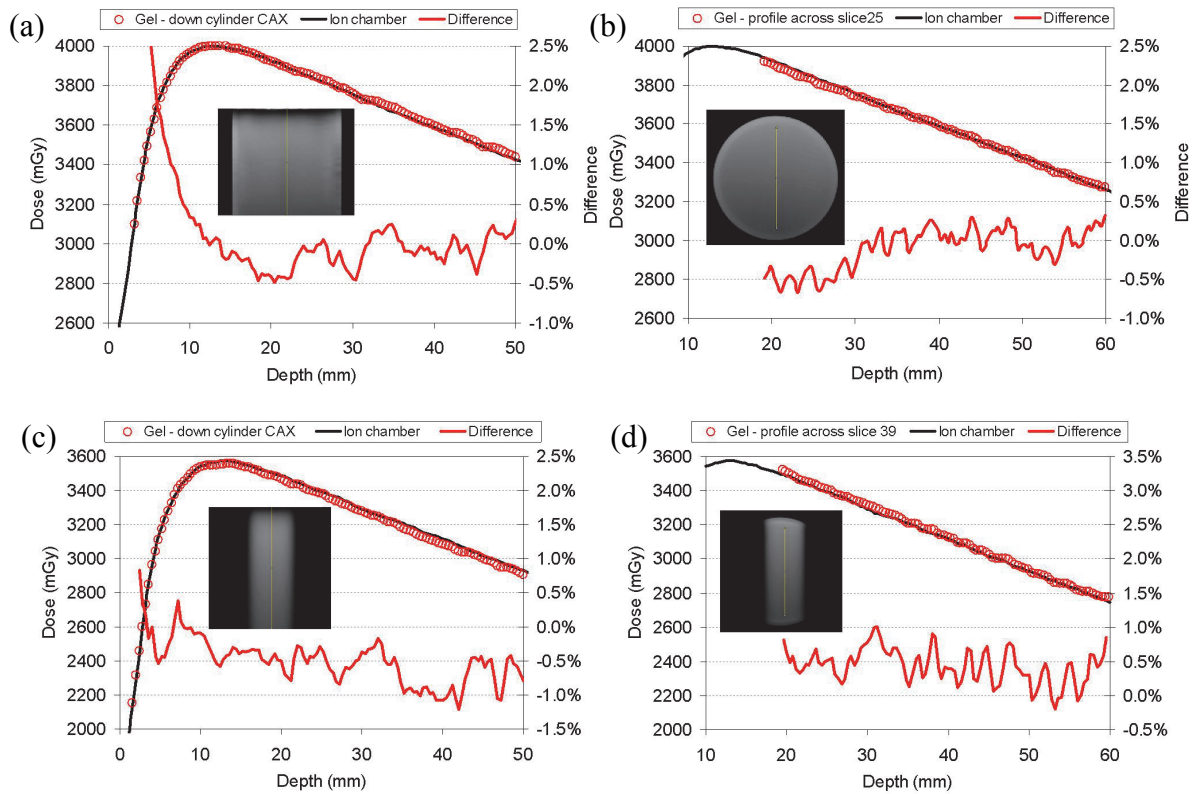 (a)
Gel - down cylinder CAX Ion chamber Difference
4000 2.5%
3800 2.0%
3600 1.5%
3400 1.0%
3200 0.5%
3000 0.0%
2800 -0.5%
2600 -1.0%
Dose (mGy)
Difference
0 10 20 30 40 50
Depth (mm)
(b)
Gel - profile across slice25 Ion chamber Difference
4000 2.5%
3800 2.0%
3600 1.5%
3400 1.0%
3200 0.5%
3000 0.0%
2800 -0.5%
2600 -1.0%
Dose (mGy)
Difference
10 20 30 40 50 60
Depth (mm)
(c)
Gel - down cylinder CAX Ion chamber Difference
3600 2.5%
3400 2.0%
3200 1.5%
3000 1.0%
2800 0.5%
2600 0.0%
2400 -0.5%
2200 -1.0%
2000 -1.5%
Dose (mGy)
0 10 20 30 40 50
Depth (mm)
(d)
Gel - profile across slice 39 Ion chamber Difference
3600 3.5%
3400 3.0%
3200 2.5%
3000 2.0%
2800 1.5%
2600 1.0%
2400 0.5%
2200 0.0%
2000 -0.5%
Dose (mGy)
10 20 30 40 50 60
Depth (mm)